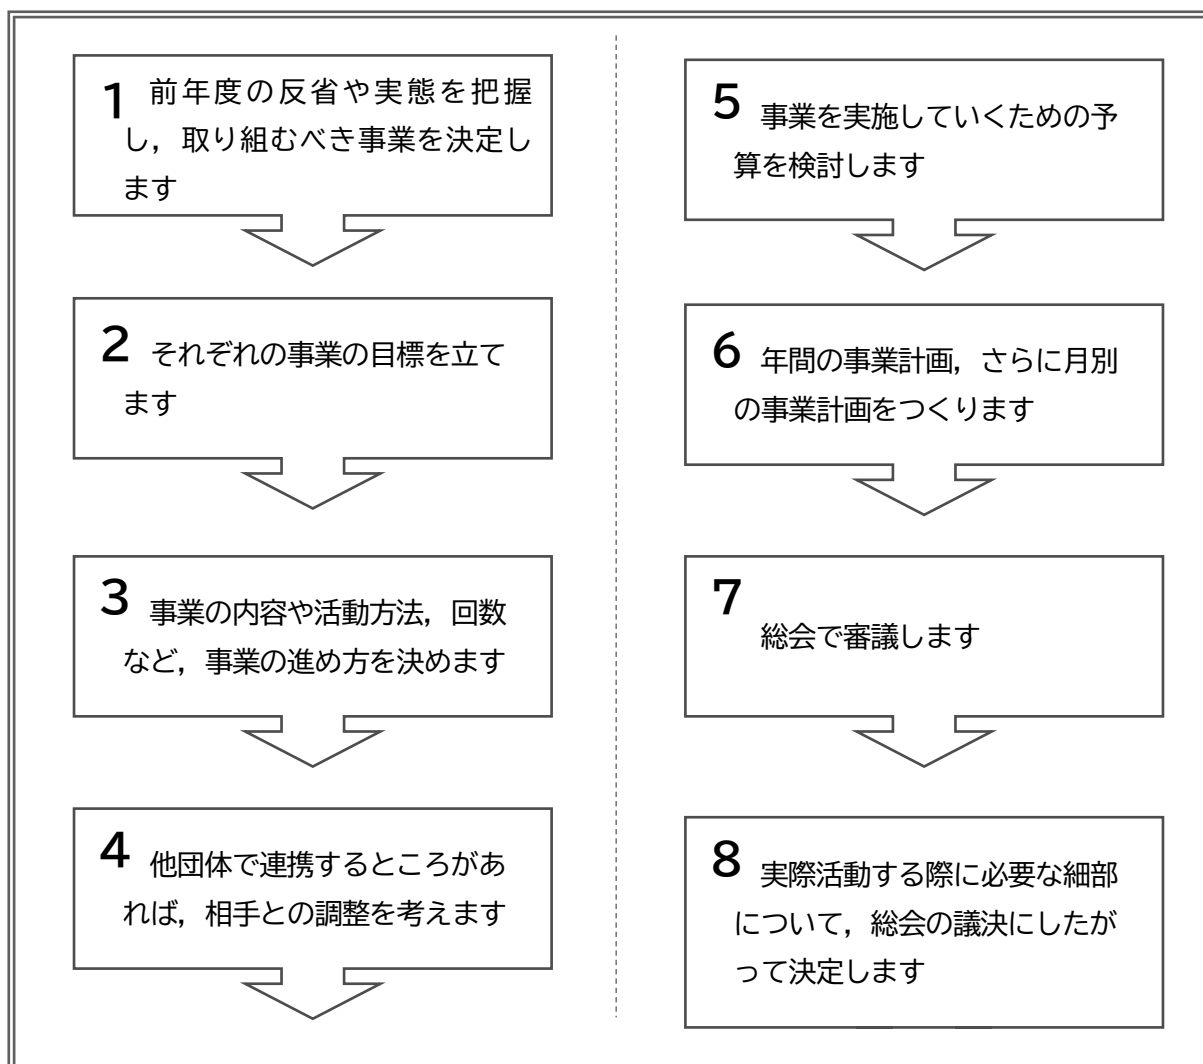 1 前年度の反省や実態を把握
し，取り組むべき事業を決定し
ます
2 それぞれの事業の目標を立て
ます
3 事業の内容や活動方法，回数
など，事業の進め方を決めます
4 他団体で連携するところがあ
れば，相手との調整を考えます
5 事業を実施していくための予
算を検討します
6 年間の事業計画，さらに月別
の事業計画をつくります
7
総会で審議します
8 実際活動する際に必要な細部
について，総会の議決にしたが
って決定します